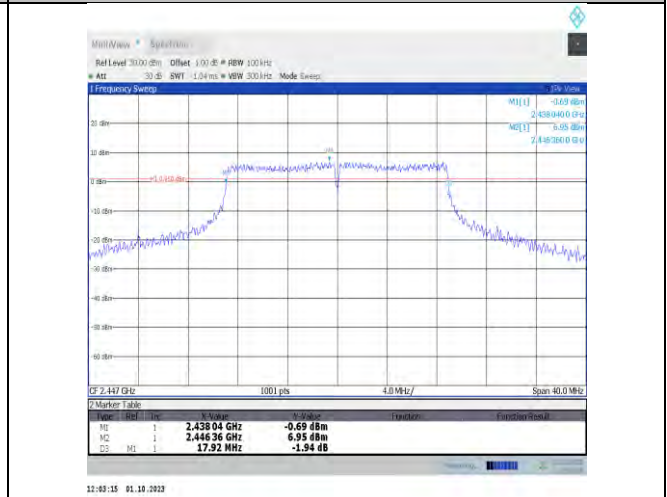 MultiView Spectrum
Ref Level 30.00 dBm Offset 1.00 dB RBW 100 kHz
Att 30 dB SWT 1.04 ms VBW 300 kHz Mode Sweep
1 Frequency Sweep 1Pk View
M1[1] -0.69 dBm
2.438040 0 GHz
M2[1] 6.95 dBm
2.446360 0 GHz
20 dBm
10 dBm
0 dBm
-10 dBm
-20 dBm
-30 dBm
-40 dBm
-50 dBm
-60 dBm
CF 2.447 GHz 1001 pts 4.0 MHz/ Span 40.0 MHz
2 Marker Table
Type Ref Trc X-Value Y-Value Function Function Result
M1 1 2.438 04 GHz -0.69 dBm
M2 1 2.446 36 GHz 6.95 dBm
D3 M1 1 17.92 MHz -1.94 dB
12:03:15 01.10.2023